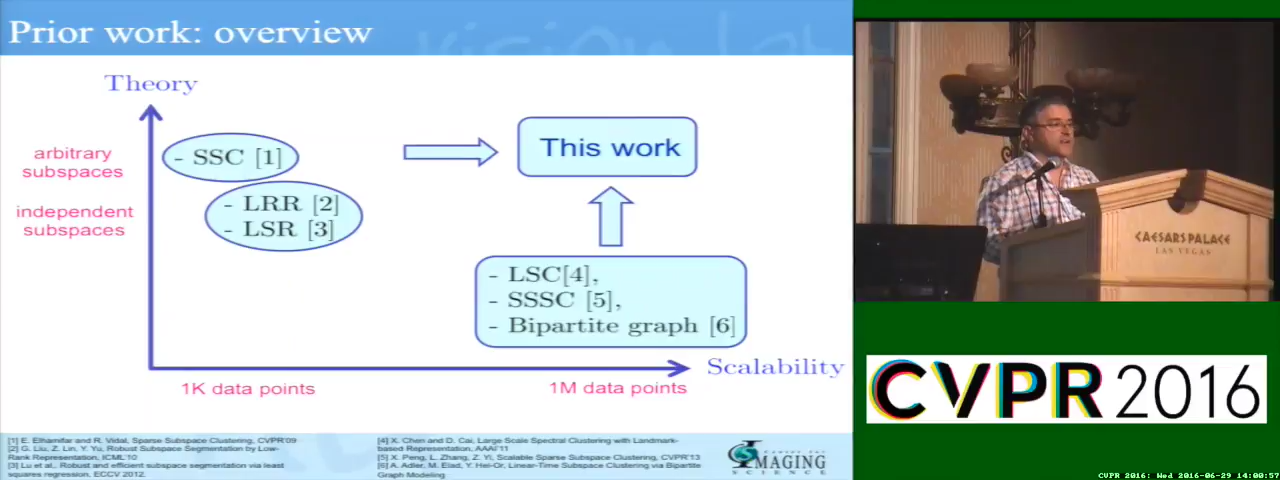 Prior work: overview
Theory
arbitrary
subspaces
- SSC [1]
This work
independent
subspaces
- LRR [2]
- LSR [3]
- LSC[4],
- SSSC [5],
- Bipartite graph [6]
Scalability
1K data points
1M data points
[1] E. Elhamifar and R. Vidal, Sparse Subspace Clustering, CVPR'09
[2] G. Liu, Z. Lin, Y. Yu, Robust Subspace Segmentation by Low-
Rank Representation, ICML'10
[3] Lu et al., Robust and efficient subspace segmentation via least
squares regression, ECCV 2012.
[4] X. Chen and D. Cai, Large Scale Spectral Clustering with Landmark-
based Representation, AAAI'11
[5] X. Peng, L. Zhang, Z. Yi, Scalable Sparse Subspace Clustering, CVPR'13
[6] A. Adler, M. Elad, Y. Hel-Or, Linear-Time Subspace Clustering via Bipartite
Graph Modeling
IMAGING
SCIENCE
CAESARS PALACE
LAS VEGAS
CVPR 2016
CVPR 2016: Wed 2016-06-29 14:00:57